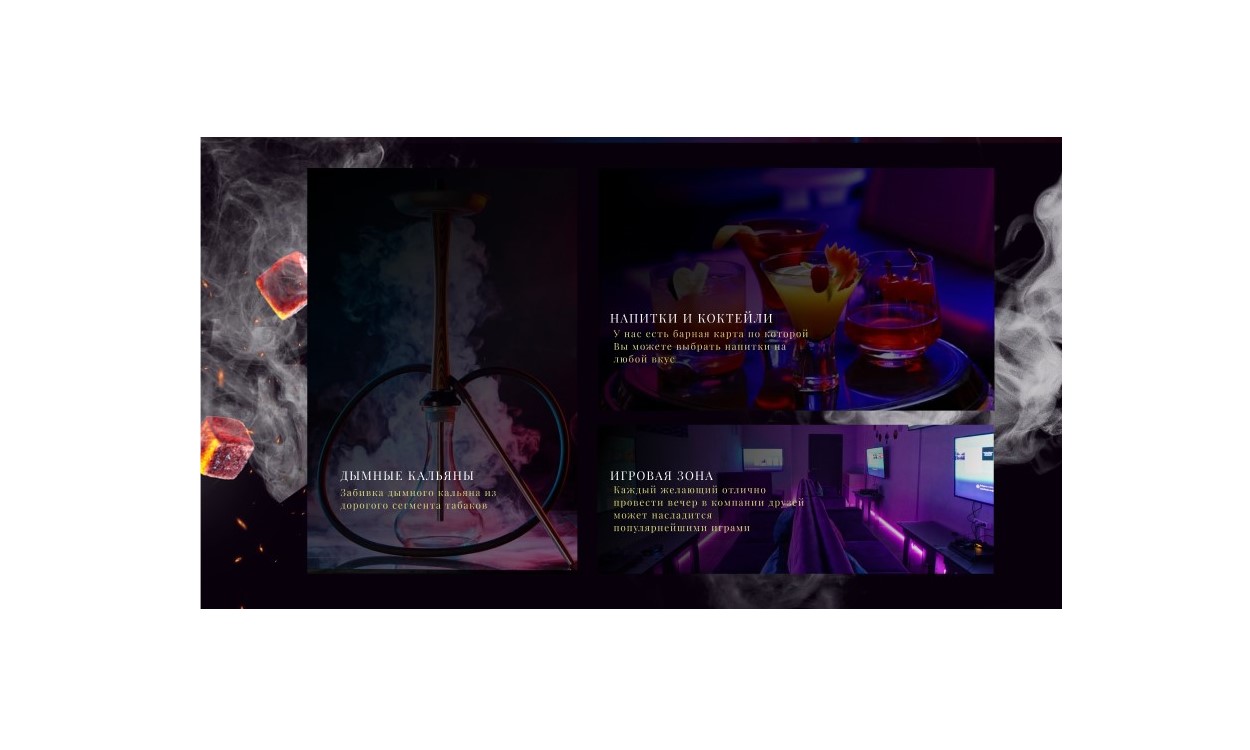 НАПИТКИ И КОКТЕЙЛИ
У нас есть барная карта по которой
Вы можете выбрать напитки на
любой вкус
ДЫМНЫЕ КАЛЬЯНЫ
Забивка дымного кальяна из
дорогого сегмента табаков
ИГРОВАЯ ЗОНА
Каждый желающий отлично
провести вечер в компании друзей
может насладится
популярнейшими играми